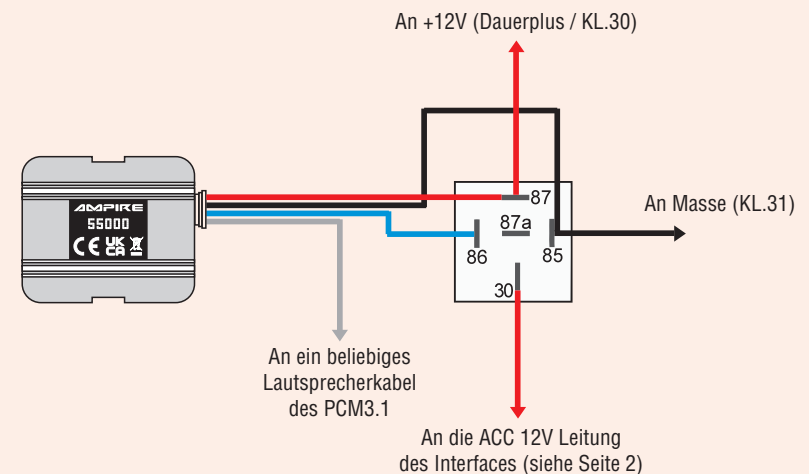 An +12V (Dauerplus / KL.30)
AMPIRE
55000
CE UK CA
87
87a
86
85
30
An Masse (KL.31)
An ein beliebiges
Lautsprecherkabel
des PCM3.1
An die ACC 12V Leitung
des Interfaces (siehe Seite 2)